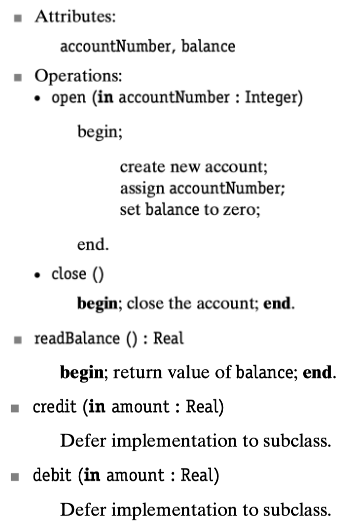 Attributes:
accountNumber, balance
Operations:
• open (in accountNumber : Integer)
begin;
create new account;
assign accountNumber;
set balance to zero;
end.
• close ()
begin; close the account; end.
readBalance () : Real
begin; return value of balance; end.
credit (in amount : Real)
Defer implementation to subclass.
debit (in amount : Real)
Defer implementation to subclass.